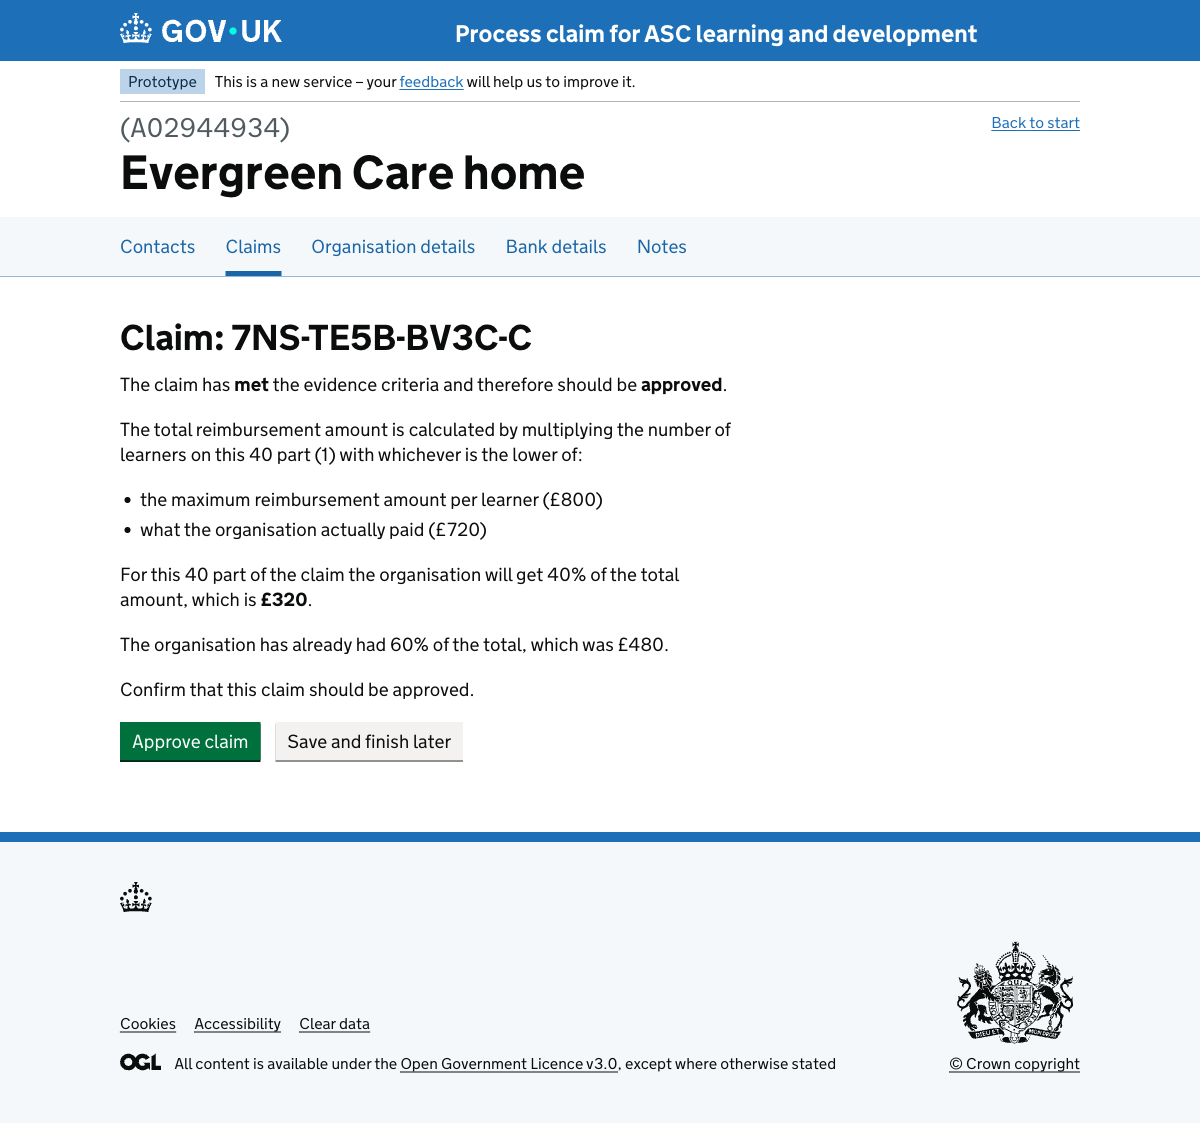 GOV·UK
Process claim for ASC learning and development
Prototype This is a new service – your feedback will help us to improve it.
(A02944934)
Back to start
Evergreen Care home
Contacts Claims Organisation details Bank details Notes
Claim: 7NS-TE5B-BV3C-C
The claim has met the evidence criteria and therefore should be approved.
The total reimbursement amount is calculated by multiplying the number of
learners on this 40 part (1) with whichever is the lower of:
• the maximum reimbursement amount per learner (£800)
• what the organisation actually paid (£720)
For this 40 part of the claim the organisation will get 40% of the total
amount, which is £320.
The organisation has already had 60% of the total, which was £480.
Confirm that this claim should be approved.
Approve claim Save and finish later
Cookies Accessibility Clear data
OGL All content is available under the Open Government Licence v3.0, except where otherwise stated
© Crown copyright